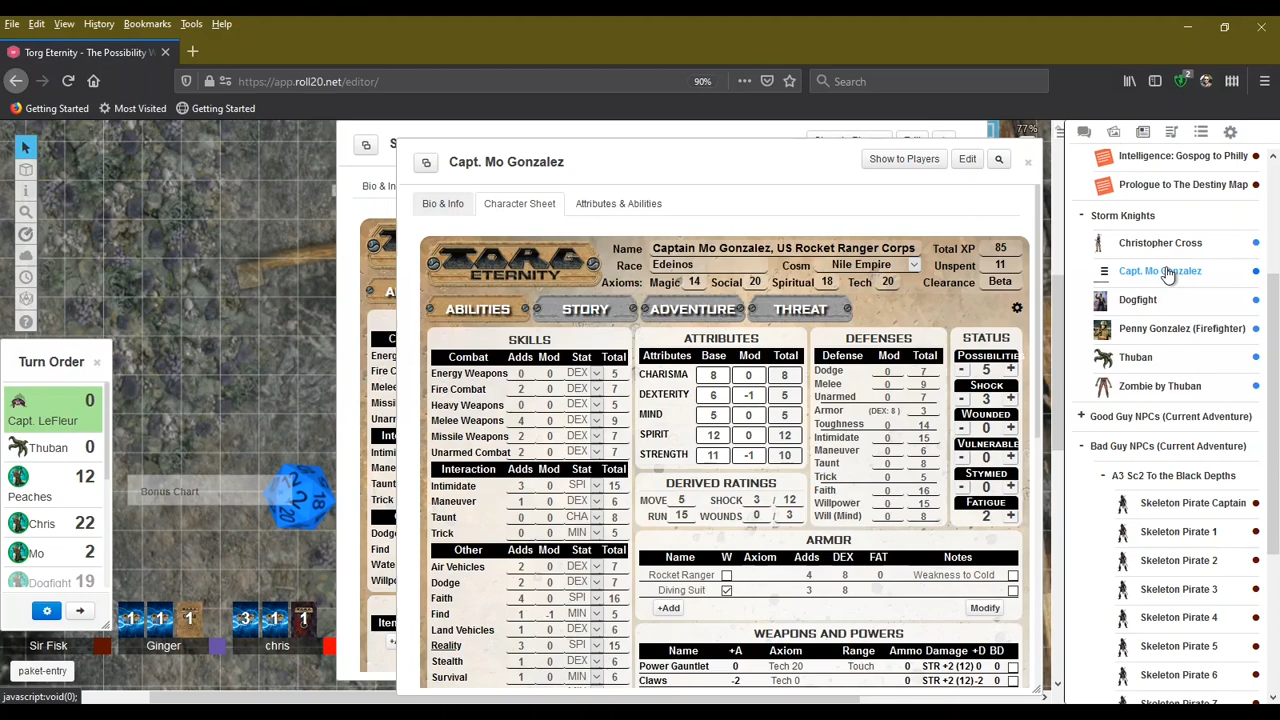 File Edit View History Bookmarks Tools Help
Torg Eternity - The Possibility W
https://app.roll20.net/editor/
90%
Search
2
Getting Started Most Visited Getting Started
77%
Capt. Mo Gonzalez
Show to Players Edit
Bio & Info Character Sheet Attributes & Abilities
Bio & In
TORG
ETERNITY
Name Captain Mo Gonzalez, US Rocket Ranger Corps Total XP 85
Race Edeinos Cosm Nile Empire Unspent 11
Axioms: Magic 14 Social 20 Spiritual 18 Tech 20 Clearance Beta
ABILITIES STORY ADVENTURE THREAT
SKILLS
Combat Adds Mod Stat Total
Energy Weapons 0 0 DEX 5
Fire Combat 2 0 DEX 7
Heavy Weapons 0 0 DEX 5
Melee Weapons 4 0 DEX 9
Missile Weapons 2 0 DEX 7
Unarmed Combat 2 0 DEX 7
Interaction Adds Mod Stat Total
Intimidate 3 0 SPI 15
Maneuver 1 0 DEX 6
Taunt 0 0 CHA 8
Trick 0 0 MIN 5
Other Adds Mod Stat Total
Air Vehicles 2 0 DEX 7
Dodge 2 0 DEX 7
Faith 4 0 SPI 16
Find 1 -1 MIN 5
Land Vehicles 1 0 DEX 6
Reality 3 0 SPI 15
Stealth 1 0 DEX 6
Survival 1 0 MIN 6
ATTRIBUTES
Attributes Base Mod Total
CHARISMA 8 0 8
DEXTERITY 6 -1 5
MIND 5 0 5
SPIRIT 12 0 12
STRENGTH 11 -1 10
DERIVED RATINGS
MOVE 5 SHOCK 3 / 12
RUN 15 WOUNDS 0 / 3
DEFENSES
Defense Mod Total
Dodge 0 7
Melee 0 9
Unarmed 0 7
Armor (DEX: 8 ) 3
Toughness 0 14
Intimidate 0 15
Maneuver 0 6
Taunt 0 8
Trick 0 5
Faith 0 16
Willpower 0 15
Will (Mind) 0 8
STATUS
POSSIBILITIES
- 5 +
SHOCK
- 3 +
WOUNDED
- 0 +
VULNERABLE
- 0 +
STYMIED
- 0 +
FATIGUE
2 +
ARMOR
Name W Axiom Adds DEX FAT Notes
Rocket Ranger 4 8 0 Weakness to Cold
Diving Suit 3 8
+Add Modify
WEAPONS AND POWERS
Name +A Axiom Range Ammo Damage +D BD
Power Gauntlet 0 Tech 20 Touch 0 STR +2 (12) 0 0
Claws -2 Tech 0 0 STR +2 (12) -2 0
Intelligence: Gospog to Philly
Prologue to The Destiny Map
Storm Knights
Christopher Cross
Capt. Mo Gonzalez
Dogfight
Penny Gonzalez (Firefighter)
Thuban
Zombie by Thuban
Good Guy NPCs (Current Adventure)
Bad Guy NPCs (Current Adventure)
A3 Sc2 To the Black Depths
Skeleton Pirate Captain
Skeleton Pirate 1
Skeleton Pirate 2
Skeleton Pirate 3
Skeleton Pirate 4
Skeleton Pirate 5
Skeleton Pirate 6
Skeleton Pirate 7
Turn Order
Capt. LeFleur 0
Thuban 0
Peaches 12
Chris 22
Mo 2
Dogfight 19
Bonus Chart
2 18
1 1 1 3 1 1
Sir Fisk Ginger chris
paket-entry
javascript:void(0);